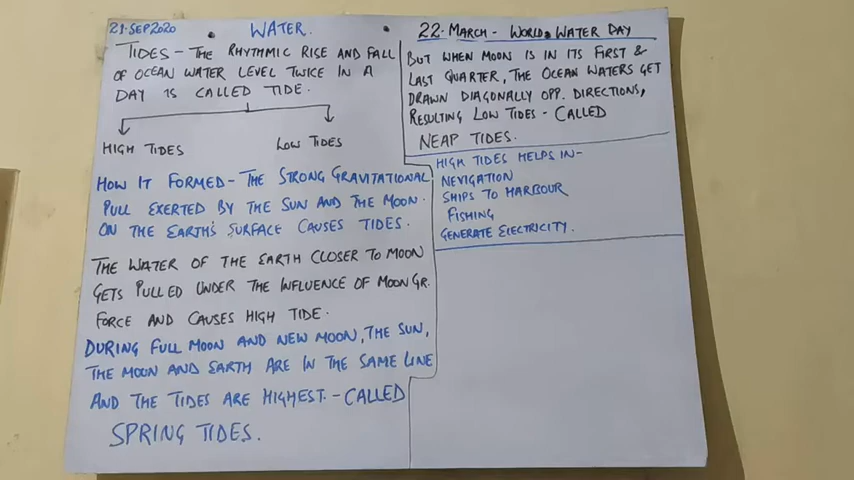 21-SEP2020
WATER.
TIDES - THE RHYTHMIC RISE AND FALL
OF OCEAN WATER LEVEL TWICE IN A
DAY IS CALLED TIDE.
HIGH TIDES
LOW TIDES
HOW IT FORMED - THE STRONG GRAVITATIONAL
PULL EXERTED BY THE SUN AND THE MOON.
ON THE EARTH'S SURFACE CAUSES TIDES.
THE WATER OF THE EARTH CLOSER TO MOON
GETS PULLED UNDER THE INFLUENCE OF MOON GR.
FORCE AND CAUSES HIGH TIDE.
DURING FULL MOON AND NEW MOON, THE SUN,
THE MOON AND EARTH ARE IN THE SAME LINE
AND THE TIDES ARE HIGHEST. - CALLED
SPRING TIDES.
22. MARCH - WORLD WATER DAY
BUT WHEN MOON IS IN ITS FIRST &
LAST QUARTER, THE OCEAN WATERS GET
DRAWN DIAGONALLY OPP. DIRECTIONS,
RESULTING LOW TIDES - CALLED
NEAP TIDES.
HIGH TIDES HELPS IN-
NEVIGATION
SHIPS TO HARBOUR
FISHING
GENERATE ELECTRICITY.